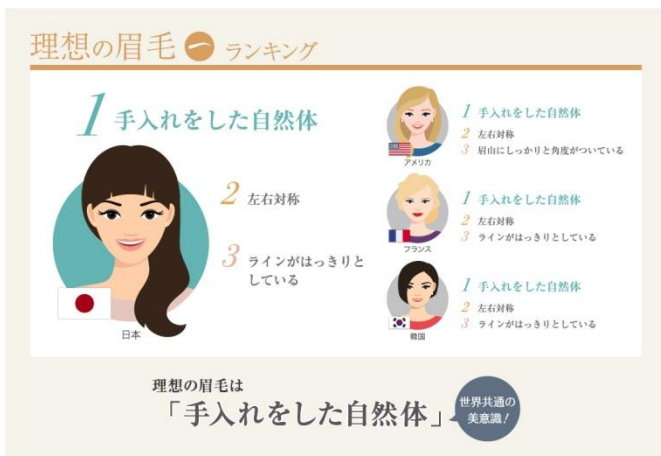 理想の眉毛 ランキング
1 手入れをした自然体
2 左右対称
3 ラインがはっきりと
している
日本
1 手入れをした自然体
2 左右対称
3 眉山にしっかりと角度がついている
アメリカ
1 手入れをした自然体
2 左右対称
3 ラインがはっきりとしている
フランス
1 手入れをした自然体
2 左右対称
3 ラインがはっきりとしている
韓国
理想の眉毛は
「手入れをした自然体」
世界共通の
美意識!